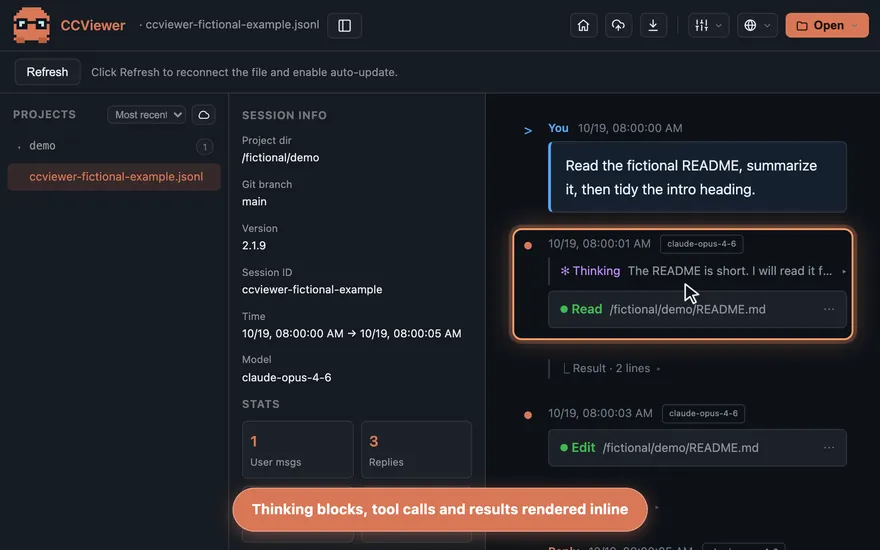 CCViewer · ccviewer-fictional-example.jsonl
Open
Refresh Click Refresh to reconnect the file and enable auto-update.
PROJECTS Most recent
demo 1
ccviewer-fictional-example.jsonl
SESSION INFO
Project dir
/fictional/demo
Git branch
main
Version
2.1.9
Session ID
ccviewer-fictional-example
Time
10/19, 08:00:00 AM → 10/19, 08:00:05 AM
Model
claude-opus-4-6
STATS
1
User msgs
3
Replies
> You 10/19, 08:00:00 AM
Read the fictional README, summarize
it, then tidy the intro heading.
10/19, 08:00:01 AM claude-opus-4-6
Thinking The README is short. I will read it f...
Read /fictional/demo/README.md ...
Result · 2 lines
10/19, 08:00:03 AM claude-opus-4-6
Edit /fictional/demo/README.md ...
Thinking blocks, tool calls and results rendered inline